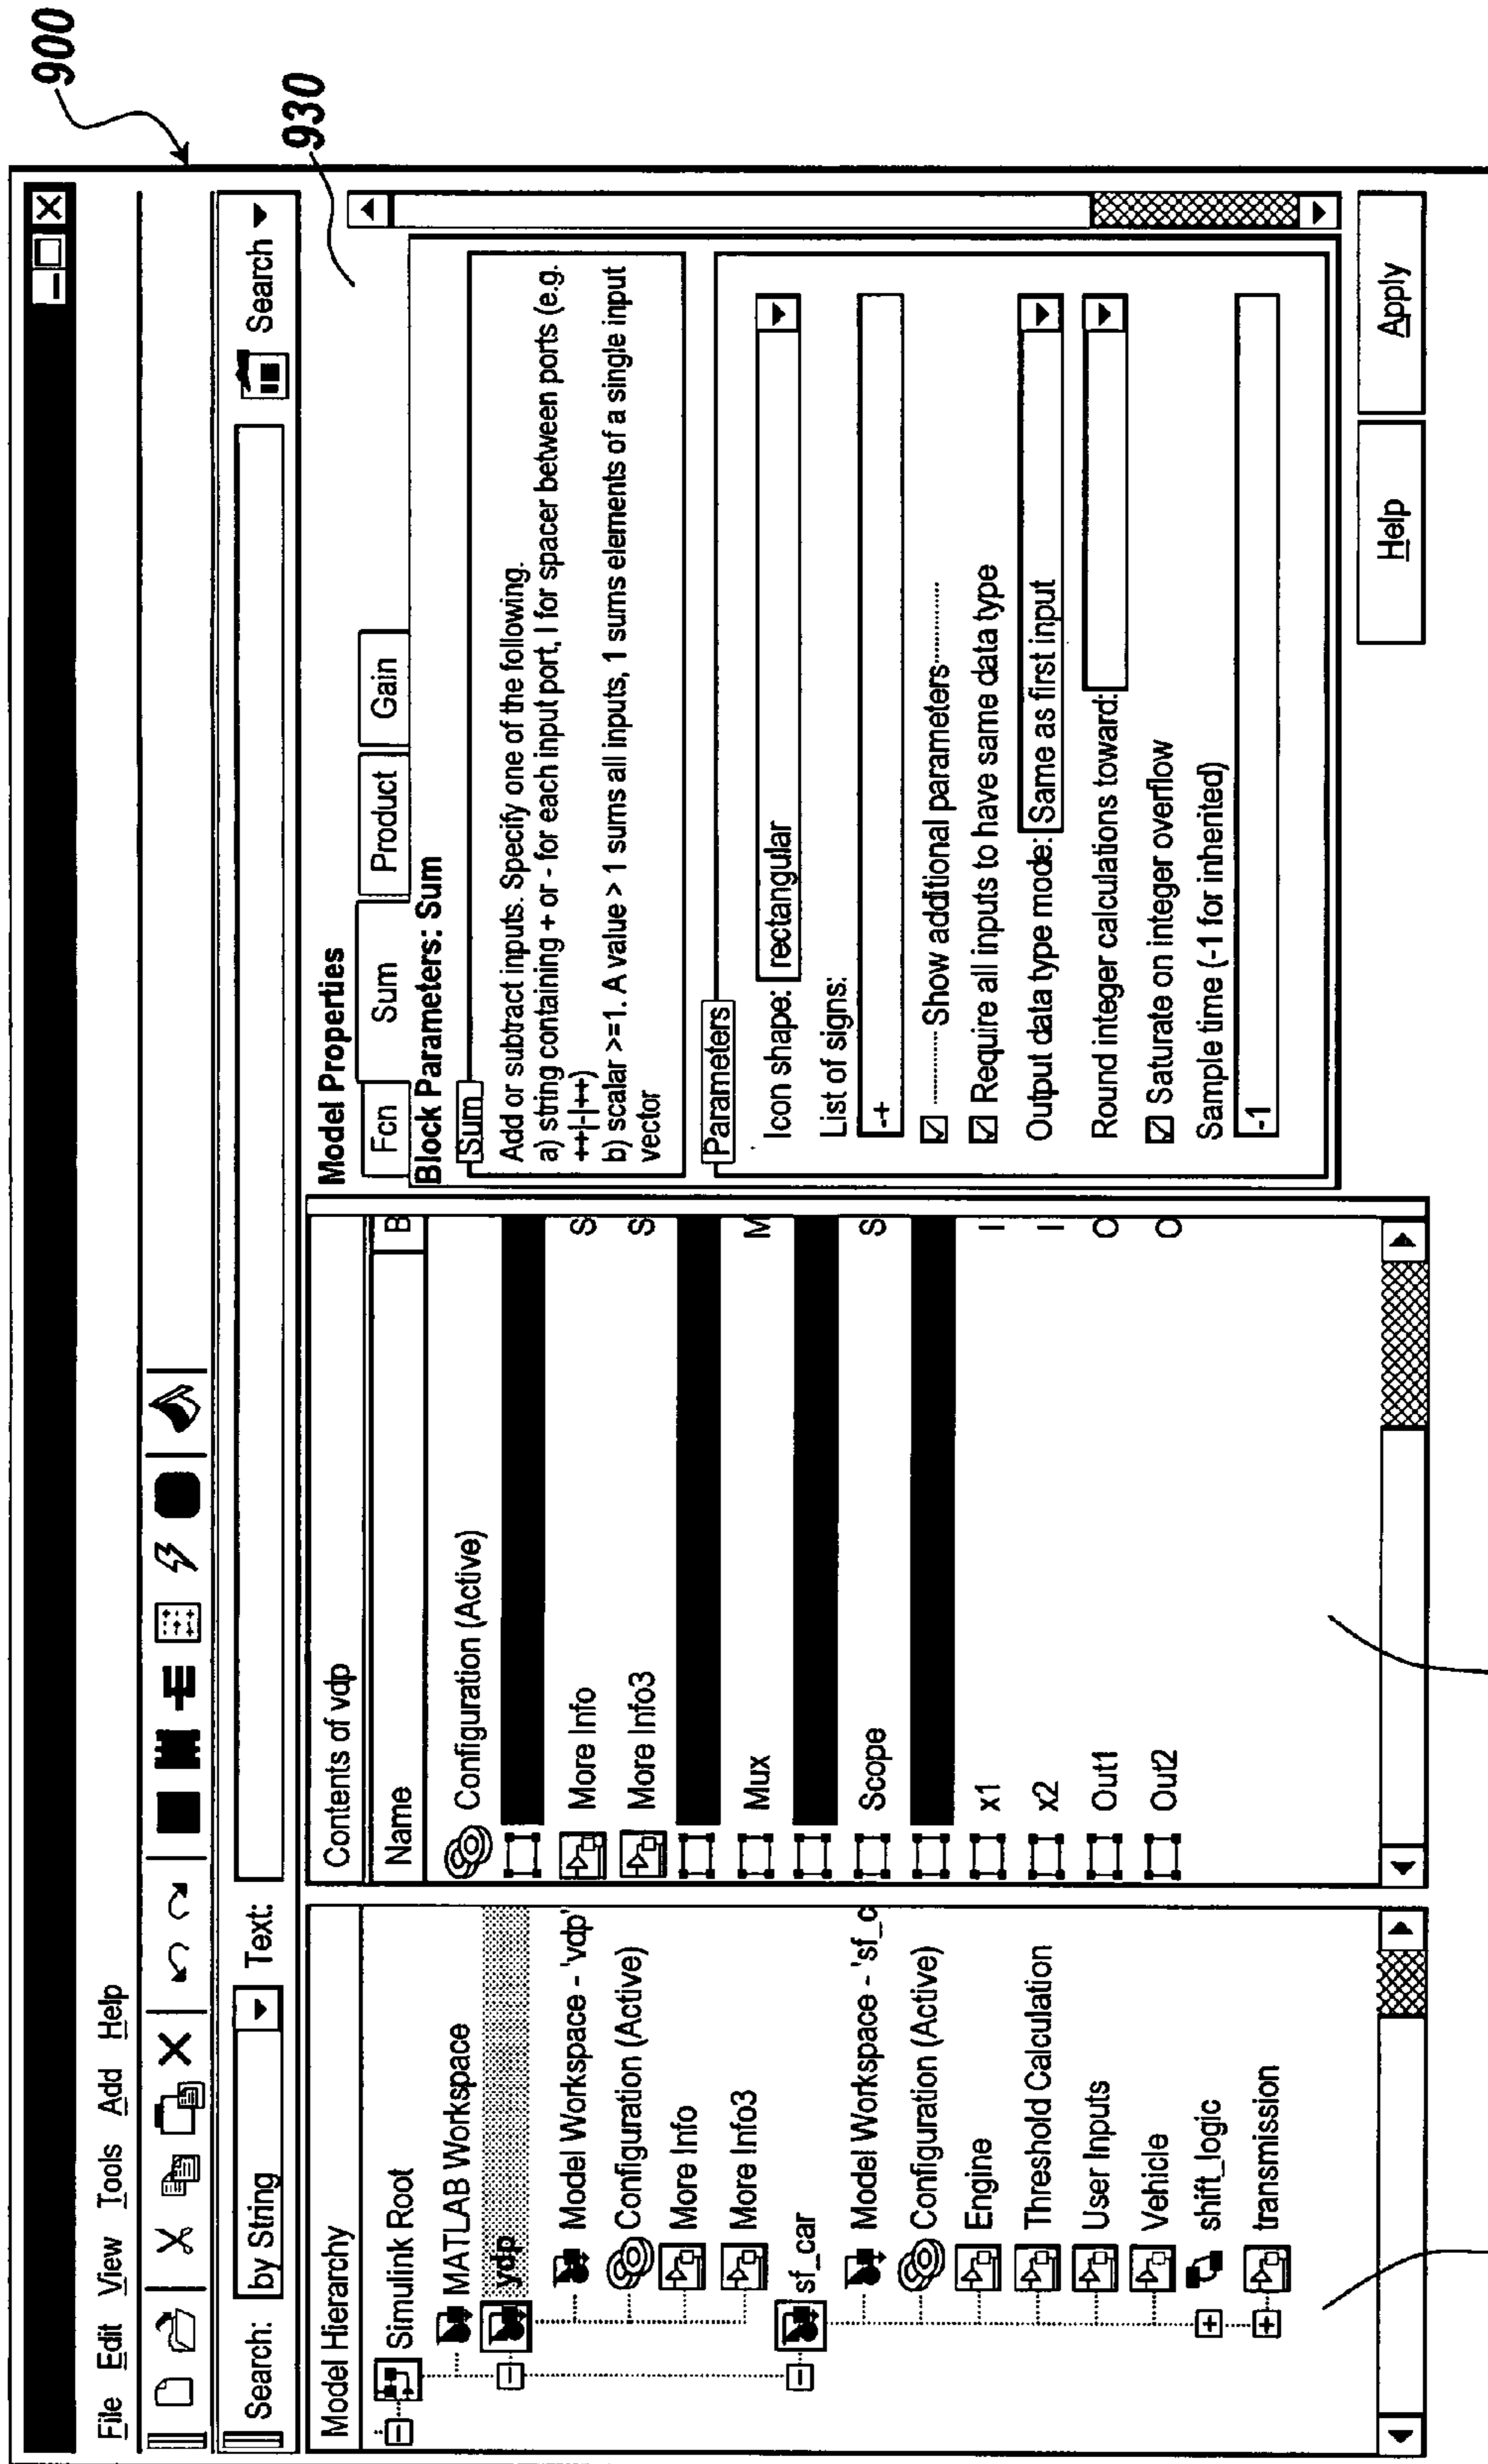 900
File Edit View Tools Add Help
Search: by String Text: Search
Model Hierarchy
Simulink Root
MATLAB Workspace
vdp
Model Workspace - 'vdp'
Configuration (Active)
More Info
More Info3
sf_car
Model Workspace - 'sf_c
Configuration (Active)
Engine
Threshold Calculation
User Inputs
Vehicle
shift_logic
transmission
Contents of vdp
Name B
Configuration (Active)
More Info S
More Info3 S
Mux M
Scope S
x1 I
x2 I
Out1 O
Out2 O
930
Model Properties
Fcn Sum Product Gain
Block Parameters: Sum
Sum
Add or subtract inputs. Specify one of the following.
a) string containing + or - for each input port, I for spacer between ports (e.g.
++|-|++)
b) scalar >=1. A value > 1 sums all inputs, 1 sums elements of a single input
vector
Parameters
Icon shape: rectangular
List of signs:
-+
Show additional parameters
Require all inputs to have same data type
Output data type mode: Same as first input
Round integer calculations toward:
Saturate on integer overflow
Sample time (-1 for inherited)
-1
Help Apply